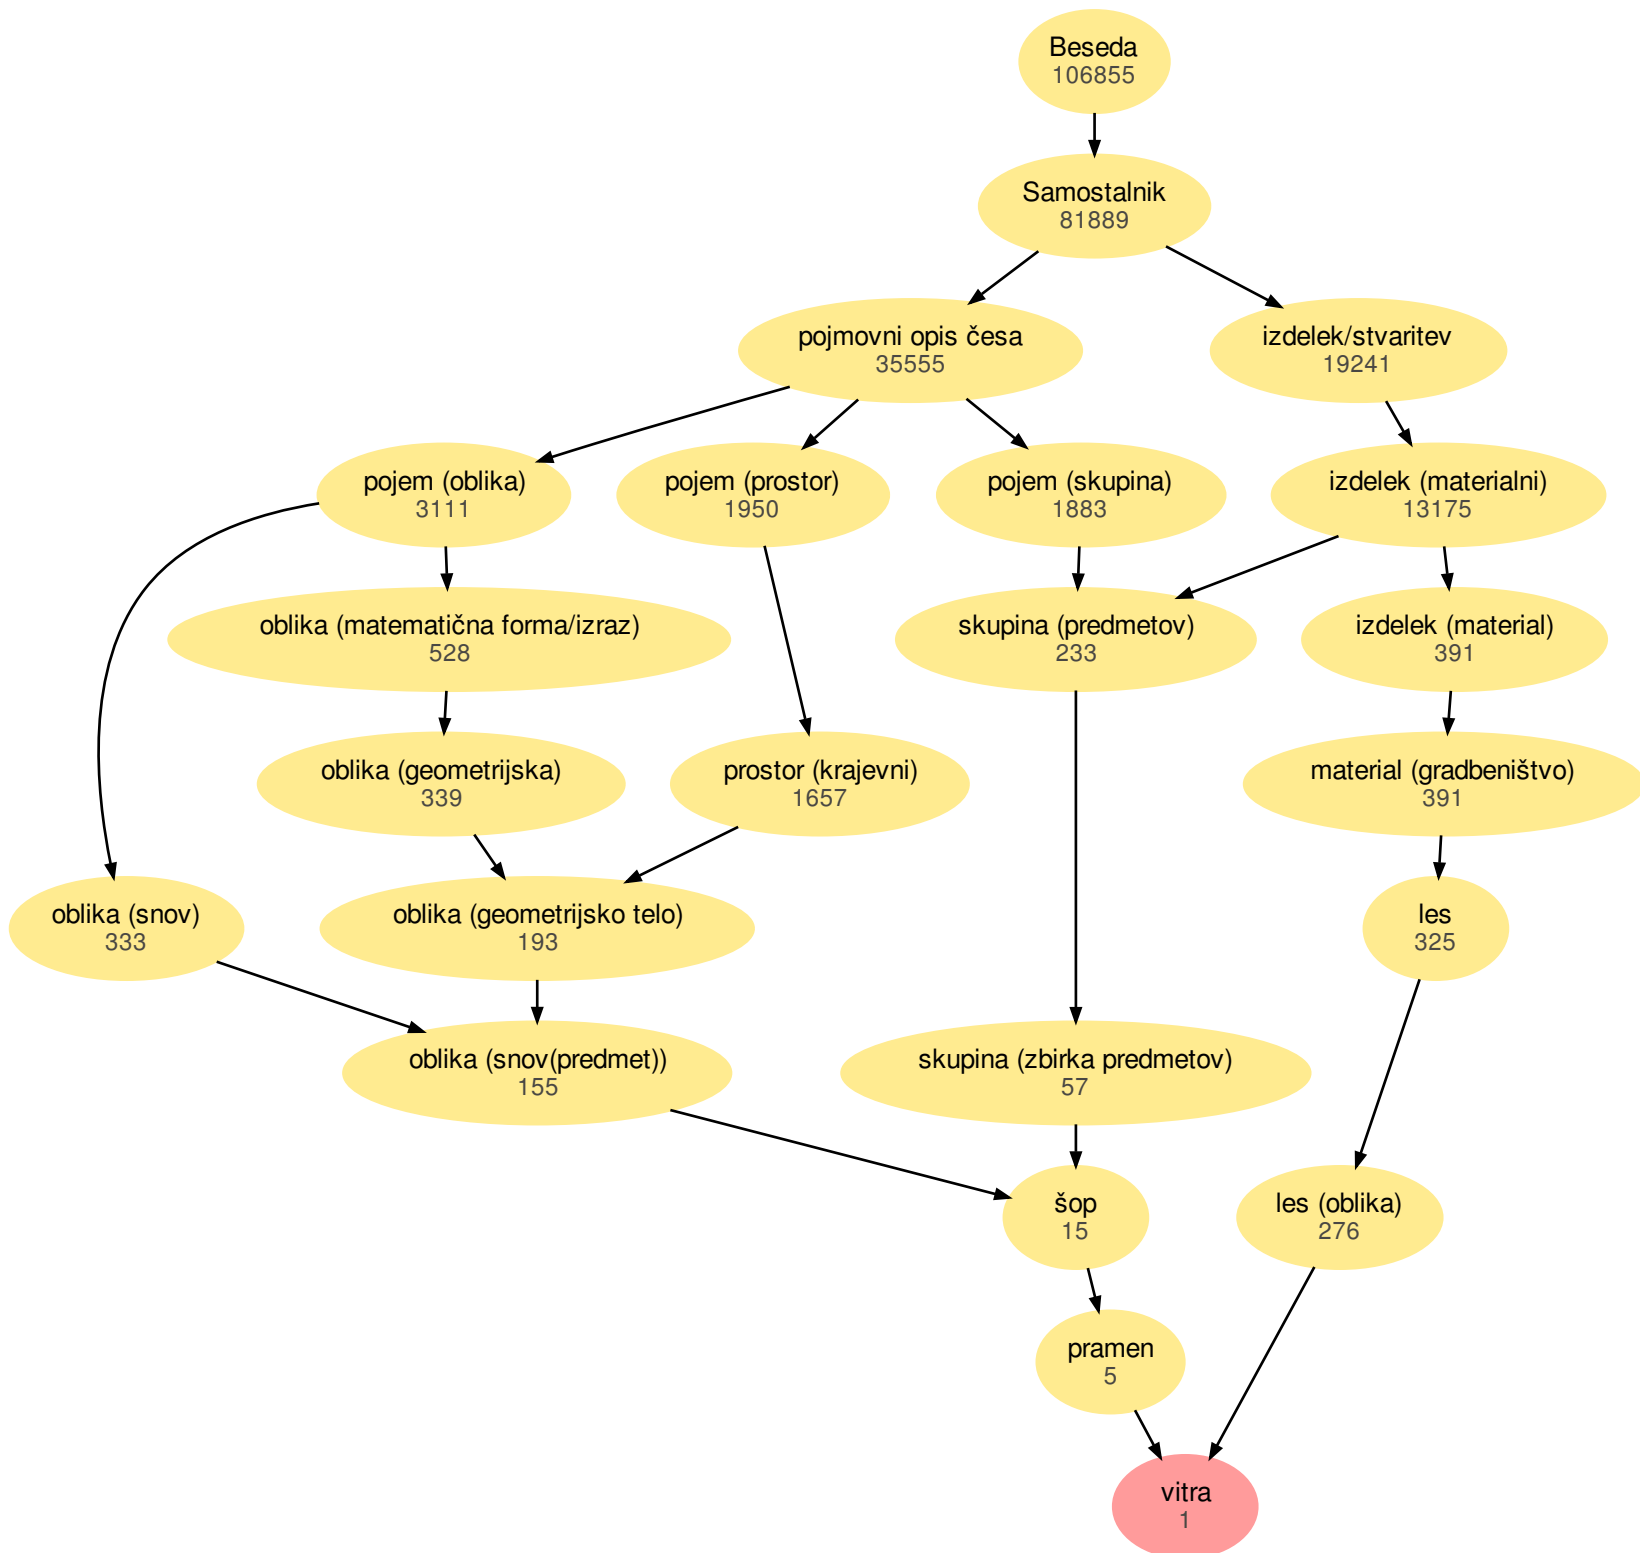 Beseda
106855
Samostalnik
81889
pojmovni opis česa
35555
izdelek/stvaritev
19241
pojem (oblika)
3111
pojem (prostor)
1950
pojem (skupina)
1883
izdelek (materialni)
13175
oblika (matematična forma/izraz)
528
skupina (predmetov)
233
izdelek (material)
391
oblika (geometrijska)
339
prostor (krajevni)
1657
material (gradbeništvo)
391
oblika (snov)
333
oblika (geometrijsko telo)
193
les
325
oblika (snov(predmet))
155
skupina (zbirka predmetov)
57
šop
15
les (oblika)
276
pramen
5
vitra
1